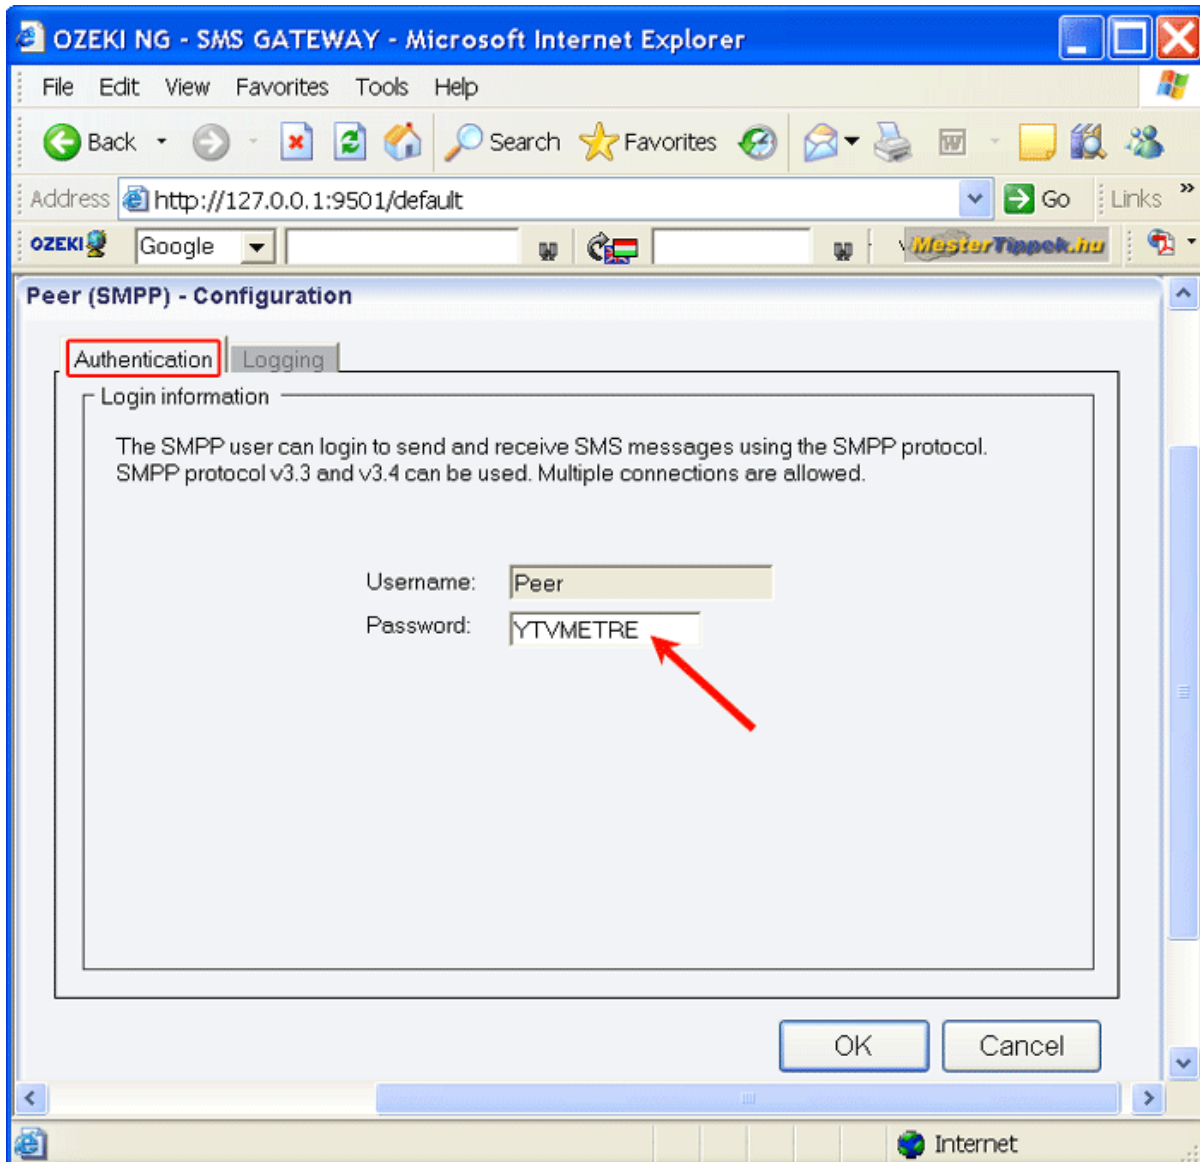 OZEKI NG - SMS GATEWAY - Microsoft Internet Explorer
File Edit View Favorites Tools Help
Back Search Favorites
Address http://127.0.0.1:9501/default Go Links »
OZEKI Google MesterTippek.hu
Peer (SMPP) - Configuration
Authentication Logging
Login information
The SMPP user can login to send and receive SMS messages using the SMPP protocol.
SMPP protocol v3.3 and v3.4 can be used. Multiple connections are allowed.
Username: Peer
Password: YTVMETRE
OK Cancel
Internet